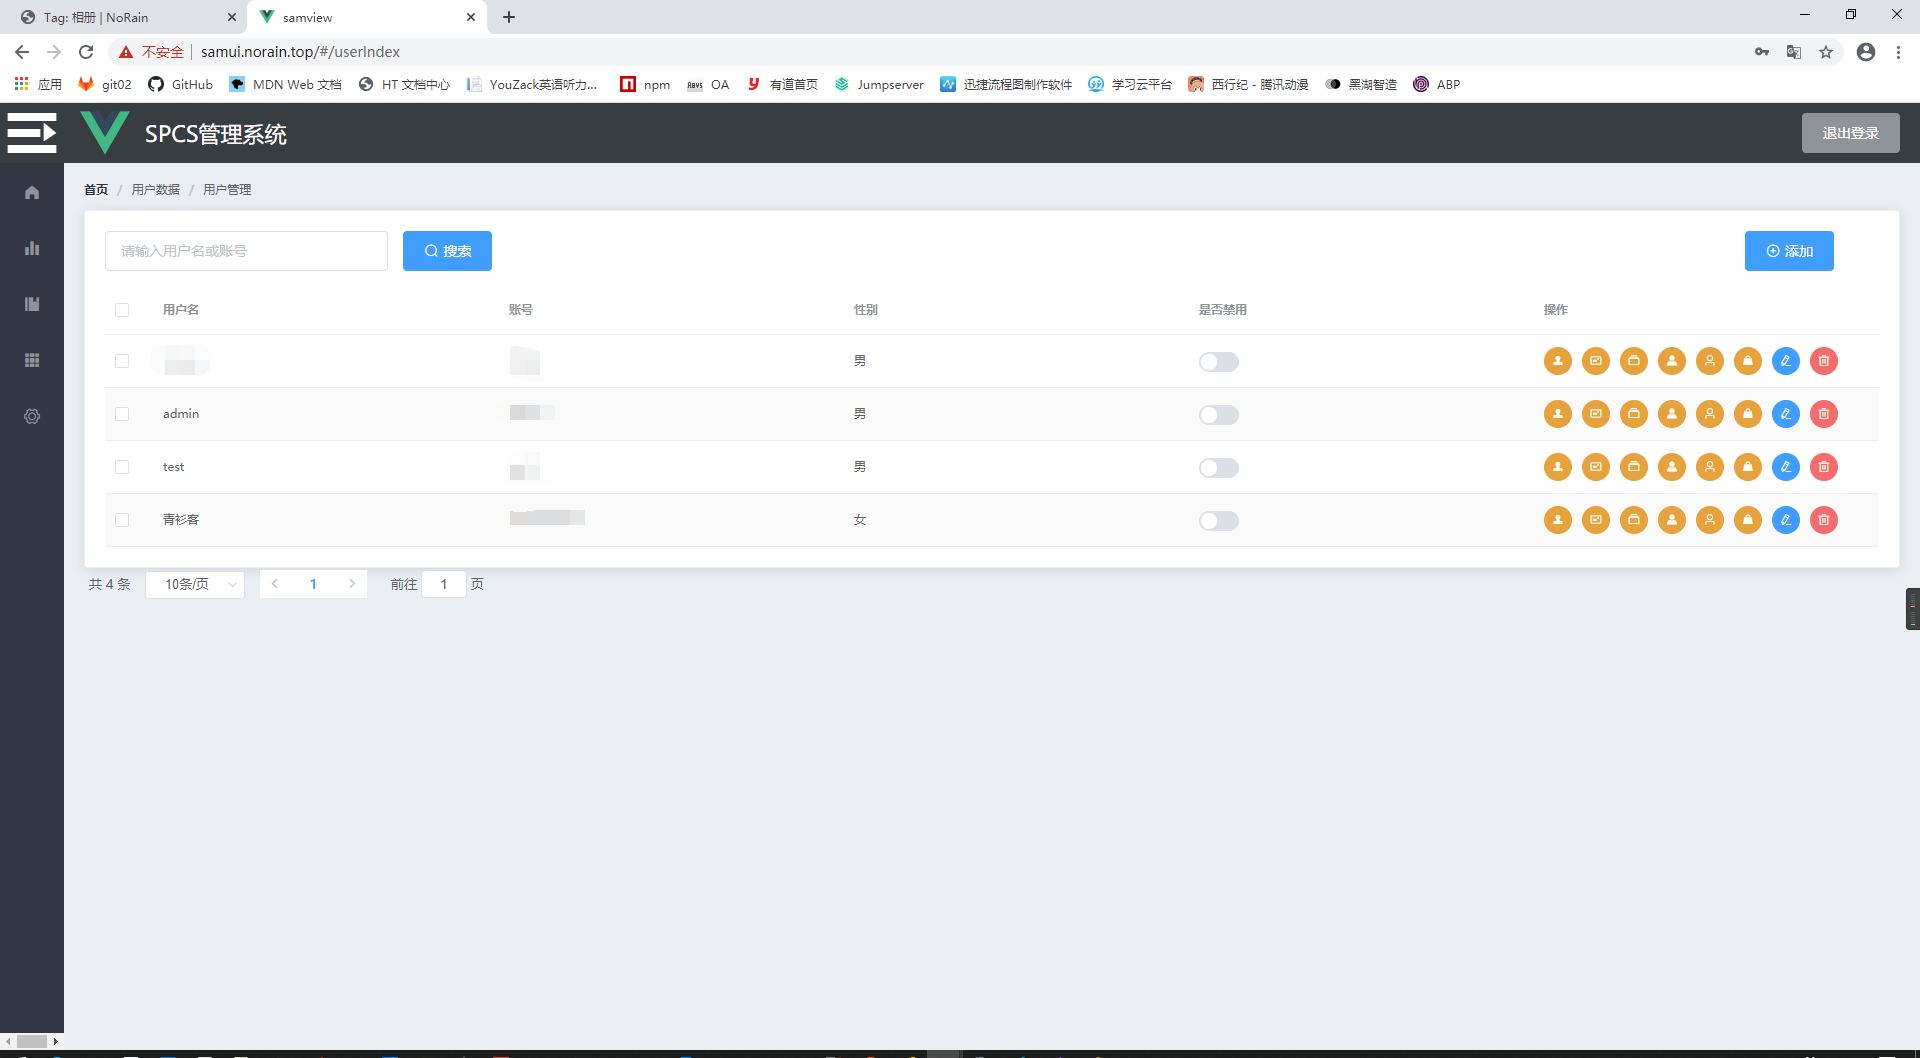 Tag: 相册 | NoRain
samview
不安全 samui.norain.top/#/userIndex
应用 git02 GitHub MDN Web 文档 HT 文档中心 YouZack英语听力... npm OA 有道首页 Jumpserver 迅捷流程图制作软件 学习云平台 西行纪 - 腾讯动漫 黑湖智造 ABP
SPCS管理系统 退出登录
首页 / 用户数据 / 用户管理
请输入用户名或账号 搜索 添加
用户名 账号 性别 是否禁用 操作
男
admin 男
test 男
青衫客 女
共 4 条 10条/页 1 前往 1 页